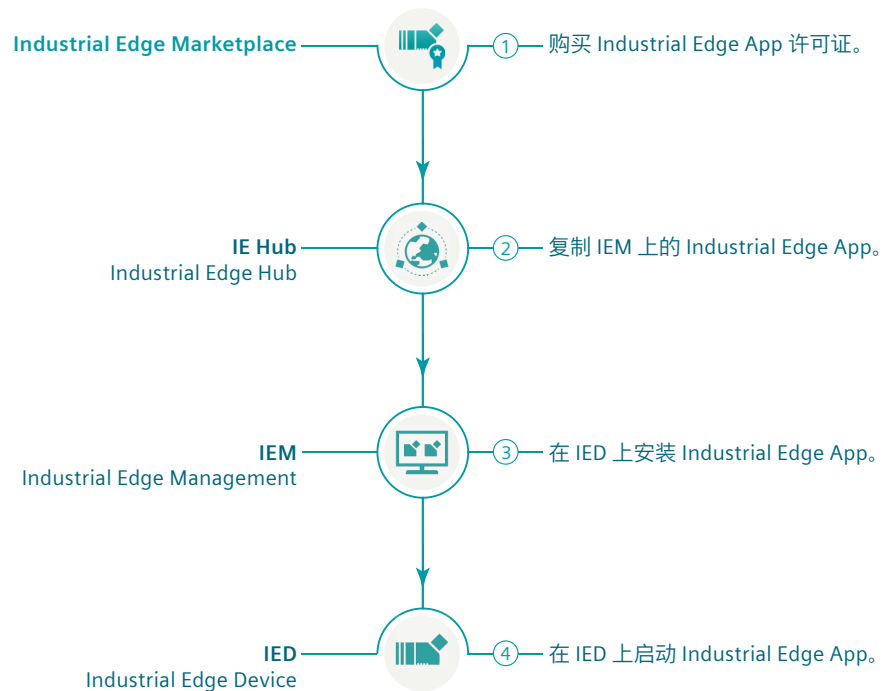 Industrial Edge Marketplace
① 购买 Industrial Edge App 许可证。
IE Hub
Industrial Edge Hub
② 复制 IEM 上的 Industrial Edge App。
IEM
Industrial Edge Management
③ 在 IED 上安装 Industrial Edge App。
IED
Industrial Edge Device
④ 在 IED 上启动 Industrial Edge App。